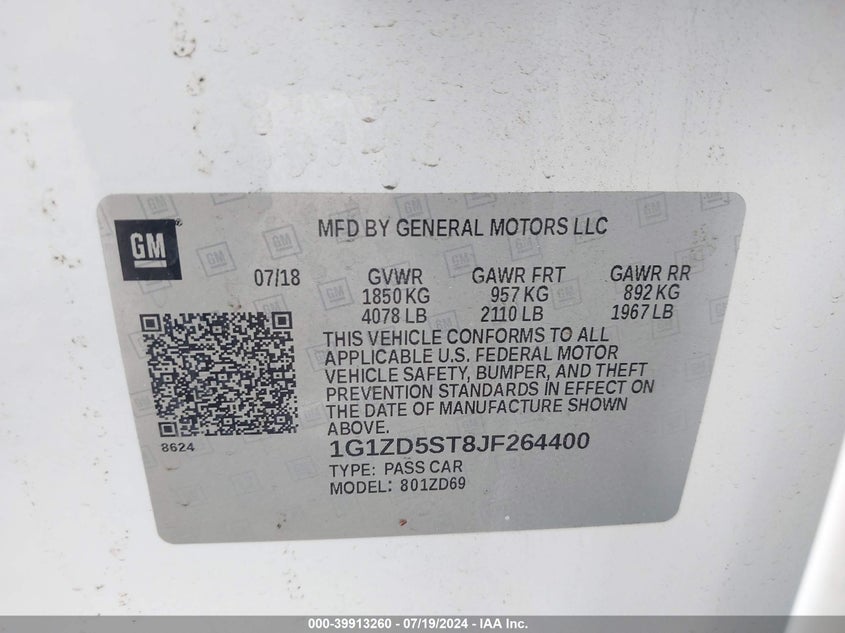 GM
MFD BY GENERAL MOTORS LLC
07/18 GVWR GAWR FRT GAWR RR
1850 KG 957 KG 892 KG
4078 LB 2110 LB 1967 LB
THIS VEHICLE CONFORMS TO ALL
APPLICABLE U.S. FEDERAL MOTOR
VEHICLE SAFETY, BUMPER, AND THEFT
PREVENTION STANDARDS IN EFFECT ON
THE DATE OF MANUFACTURE SHOWN
ABOVE.
8624
1G1ZD5ST8JF264400
TYPE: PASS CAR
MODEL: 801ZD69
000-39913260 - 07/19/2024 - IAA Inc.